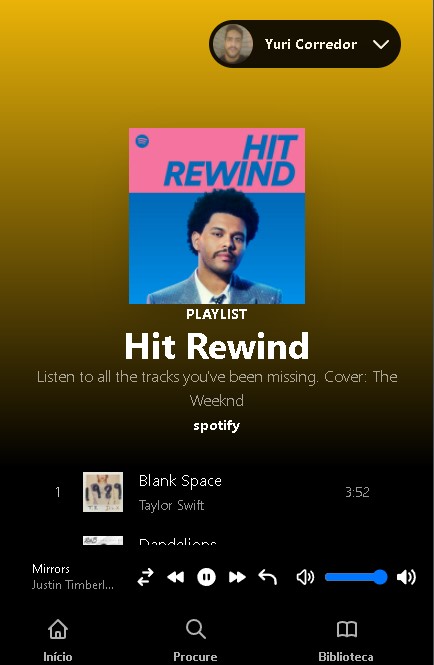 Yuri Corredor
HIT
REWIND
PLAYLIST
Hit Rewind
Listen to all the tracks you've been missing. Cover: The
Weeknd
spotify
1
Blank Space
3:52
Taylor Swift
Dandelions
Mirrors
Justin Timberl...
Início
Procure
Biblioteca